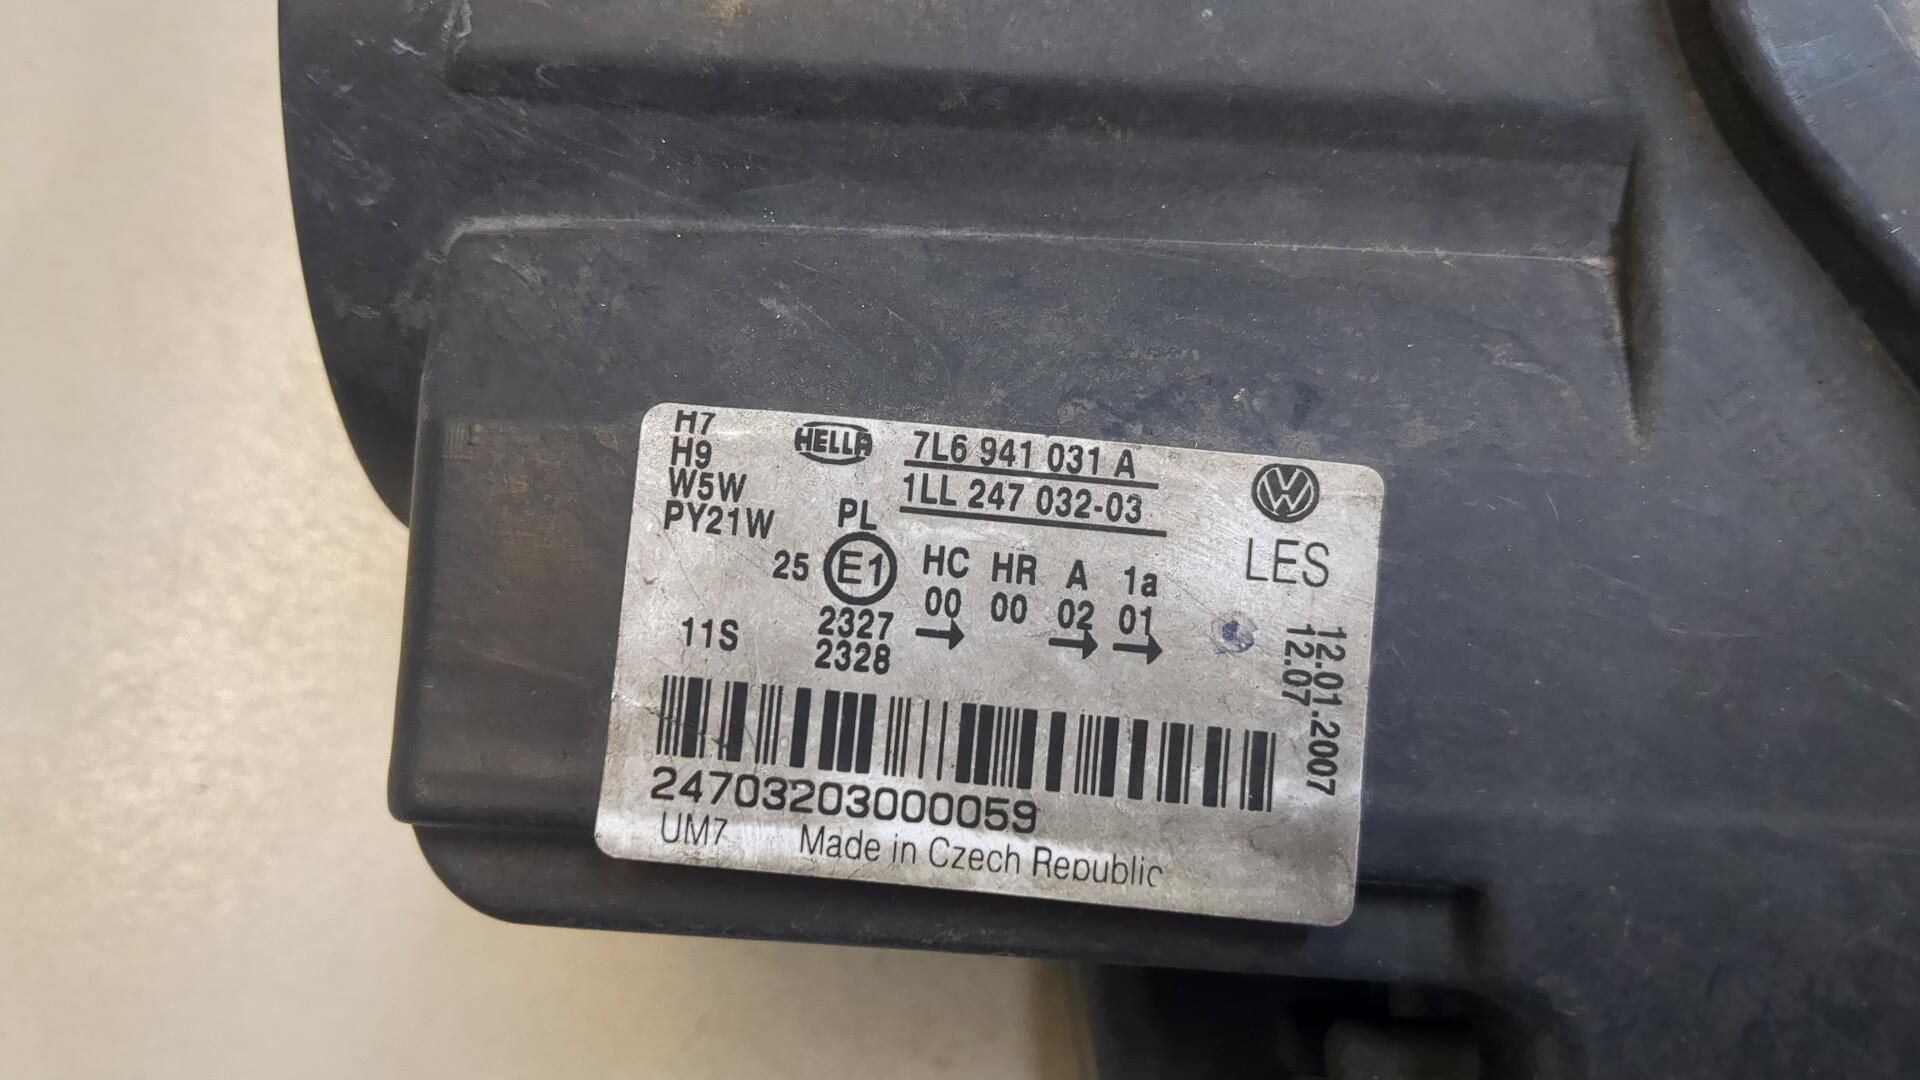 H7
H9
W5W
PY21W
HELLA
7L6 941 031 A
1LL 247 032-03
PL
25 E1
HC HR A 1a
00 00 02 01
11S
2327
2328
VW
LES
12.01.2007
12.07
24703203000059
UM7 Made in Czech Republic